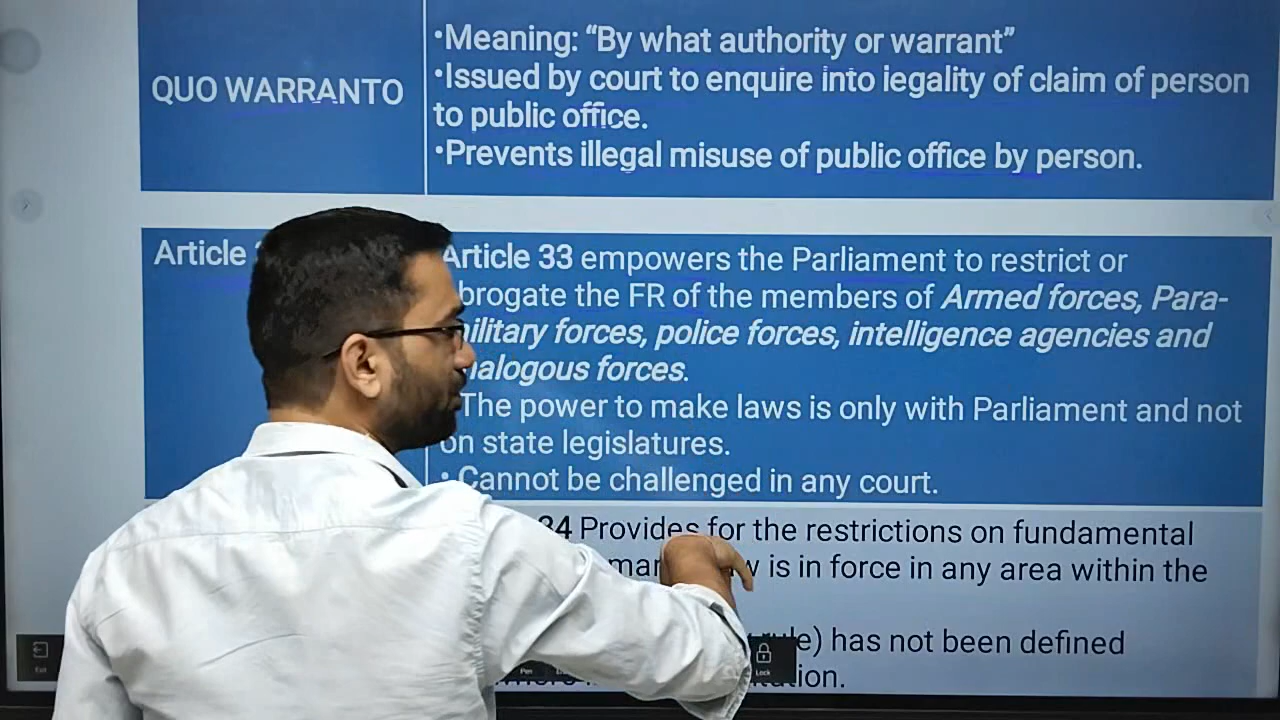 •Meaning: “By what authority or warrant”
QUO WARRANTO
•Issued by court to enquire into legality of claim of person
to public office.
•Prevents illegal misuse of public office by person.
Article
Article 33 empowers the Parliament to restrict or
brogate the FR of the members of Armed forces, Para-
ilitary forces, police forces, intelligence agencies and
alogous forces.
The power to make laws is only with Parliament and not
on state legislatures.
• Cannot be challenged in any court.
34 Provides for the restrictions on fundamental
is in force in any area within the
rule) has not been defined
Exit
Pen
Lock